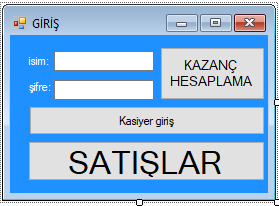 GİRİŞ
isim:
şifre:
KAZANÇ
HESAPLAMA
Kasiyer giriş
SATIŞLAR